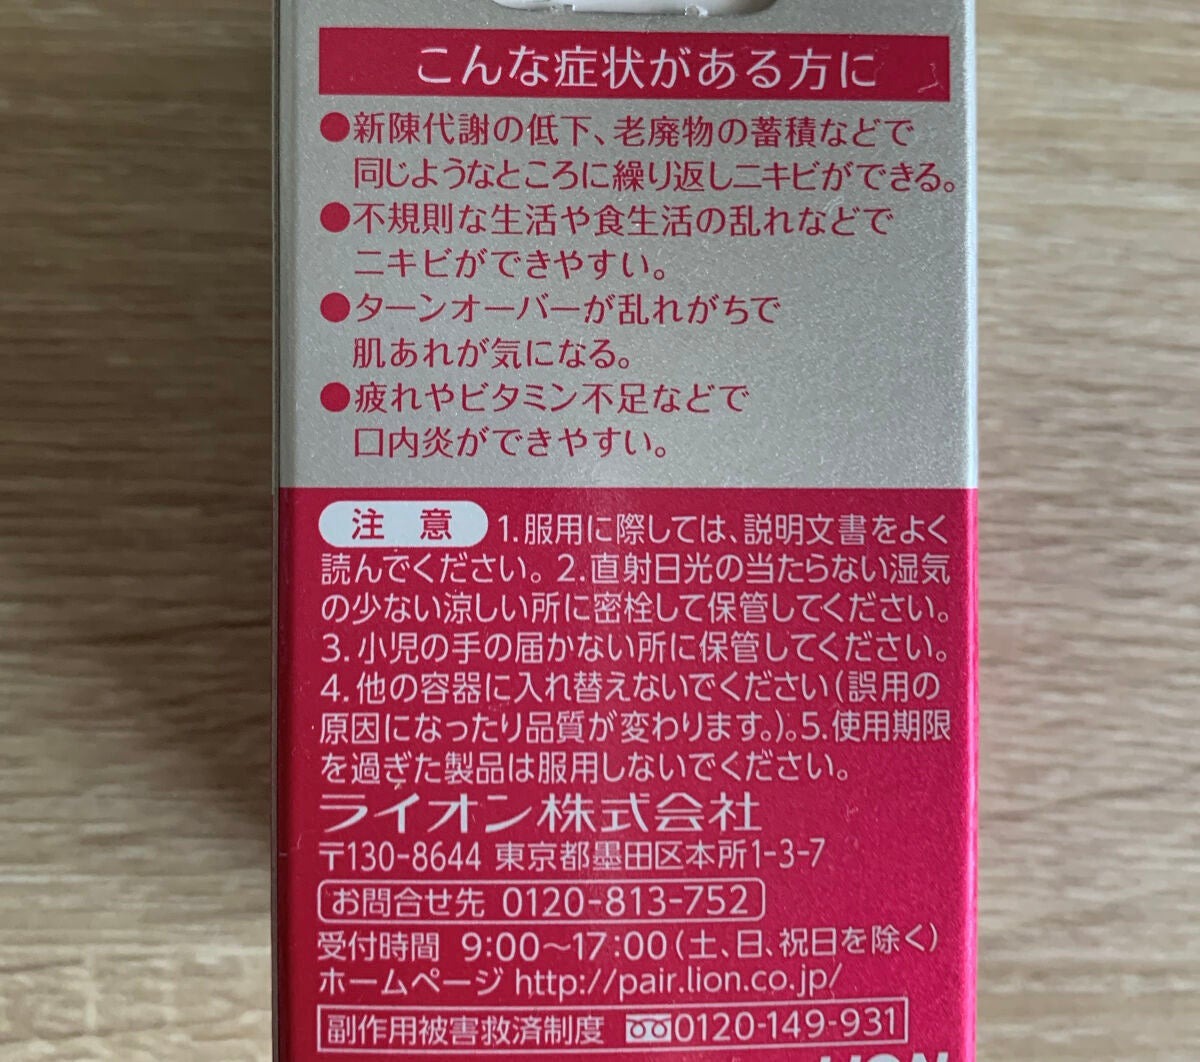 こんな症状がある方に
●新陳代謝の低下、老廃物の蓄積などで
同じようなところに繰り返しニキビができる。
●不規則な生活や食生活の乱れなどで
ニキビができやすい。
●ターンオーバーが乱れがちで
肌あれが気になる。
●疲れやビタミン不足などで
口内炎ができやすい。
注意 1.服用に際しては、説明文書をよく
読んでください。2.直射日光の当たらない湿気
の少ない涼しい所に密栓して保管してください。
3.小児の手の届かない所に保管してください。
4.他の容器に入れ替えないでください(誤用の
原因になったり品質が変わります。)。5.使用期限
を過ぎた製品は服用しないでください。
ライオン株式会社
〒130-8644 東京都墨田区本所1-3-7
お問合せ先 0120-813-752
受付時間 9:00〜17:00(土、日、祝日を除く)
ホームページ http://pair.lion.co.jp/
副作用被害救済制度 0120-149-931
LION